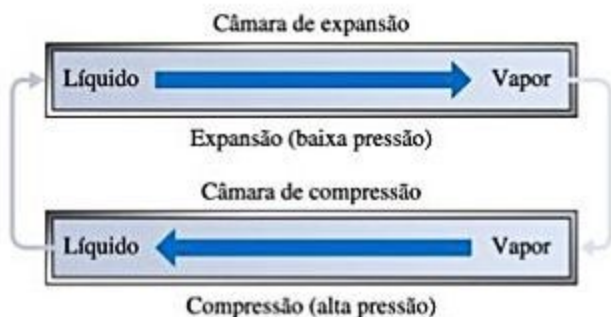 Câmara de expansão
Líquido Vapor
Expansão (baixa pressão)
Câmara de compressão
Líquido Vapor
Compressão (alta pressão)